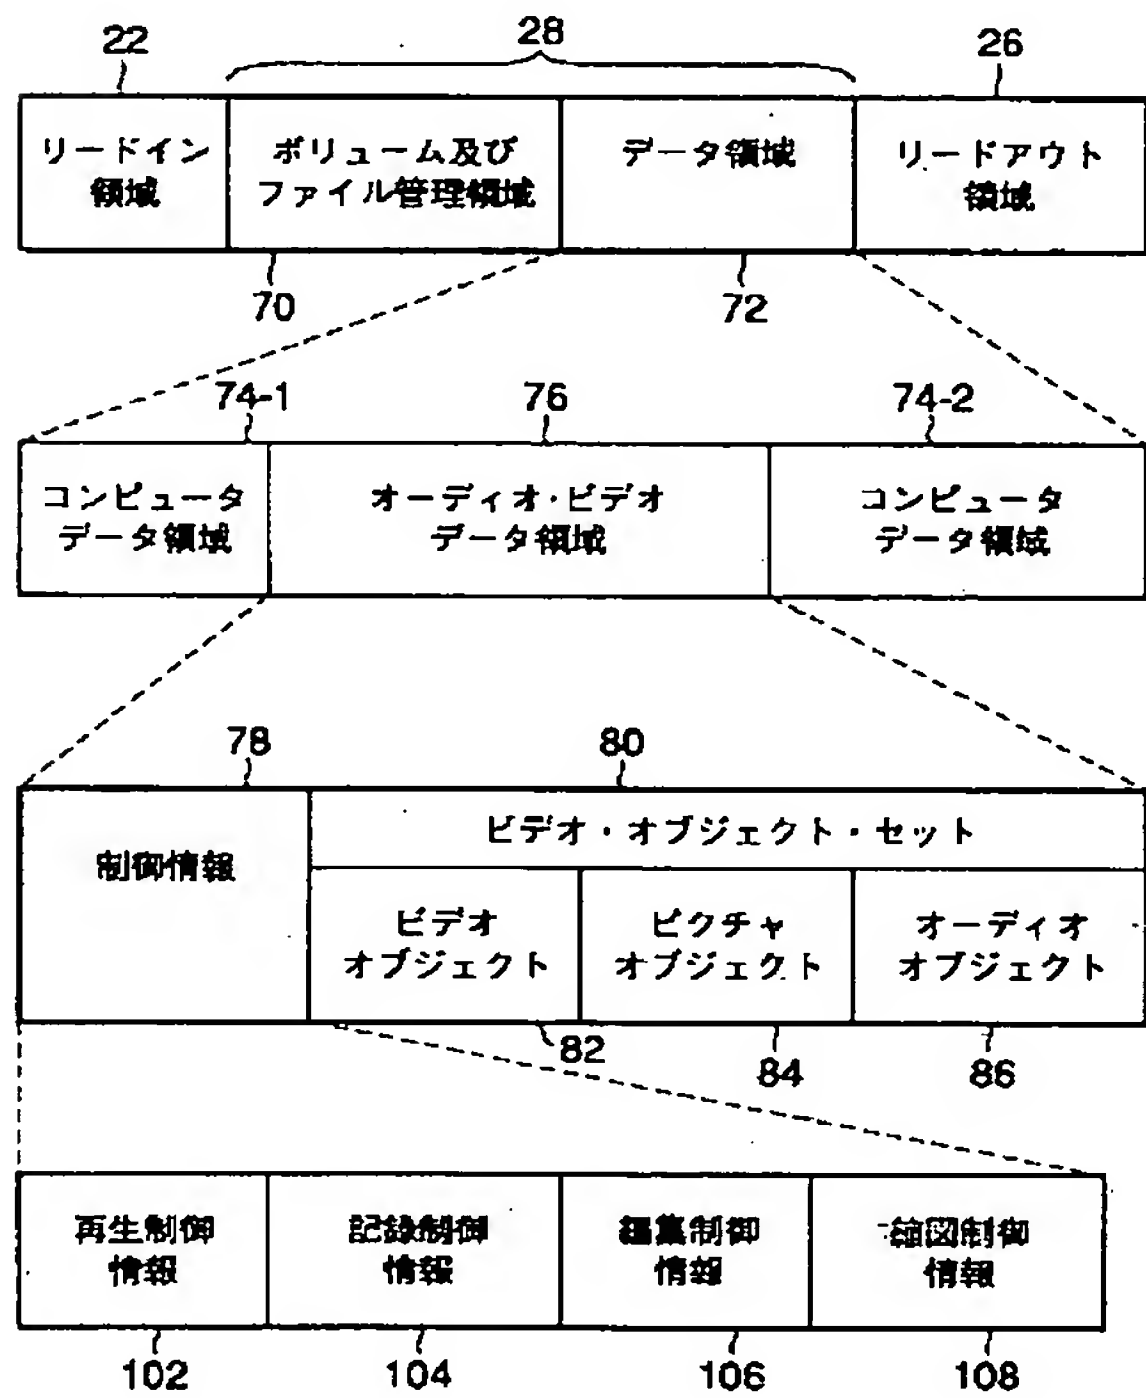 22
28
26
リードイン
領域
ボリューム及び
ファイル管理領域
データ領域
リードアウト
領域
70
72
74-1
76
74-2
コンピュータ
データ領域
オーディオ・ビデオ
データ領域
コンピュータ
データ領域
78
80
制御情報
ビデオ・オブジェクト・セット
ビデオ
オブジェクト
ピクチャ
オブジェクト
オーディオ
オブジェクト
82
84
86
再生制御
情報
記録制御
情報
編集制御
情報
縮図制御
情報
102
104
106
108